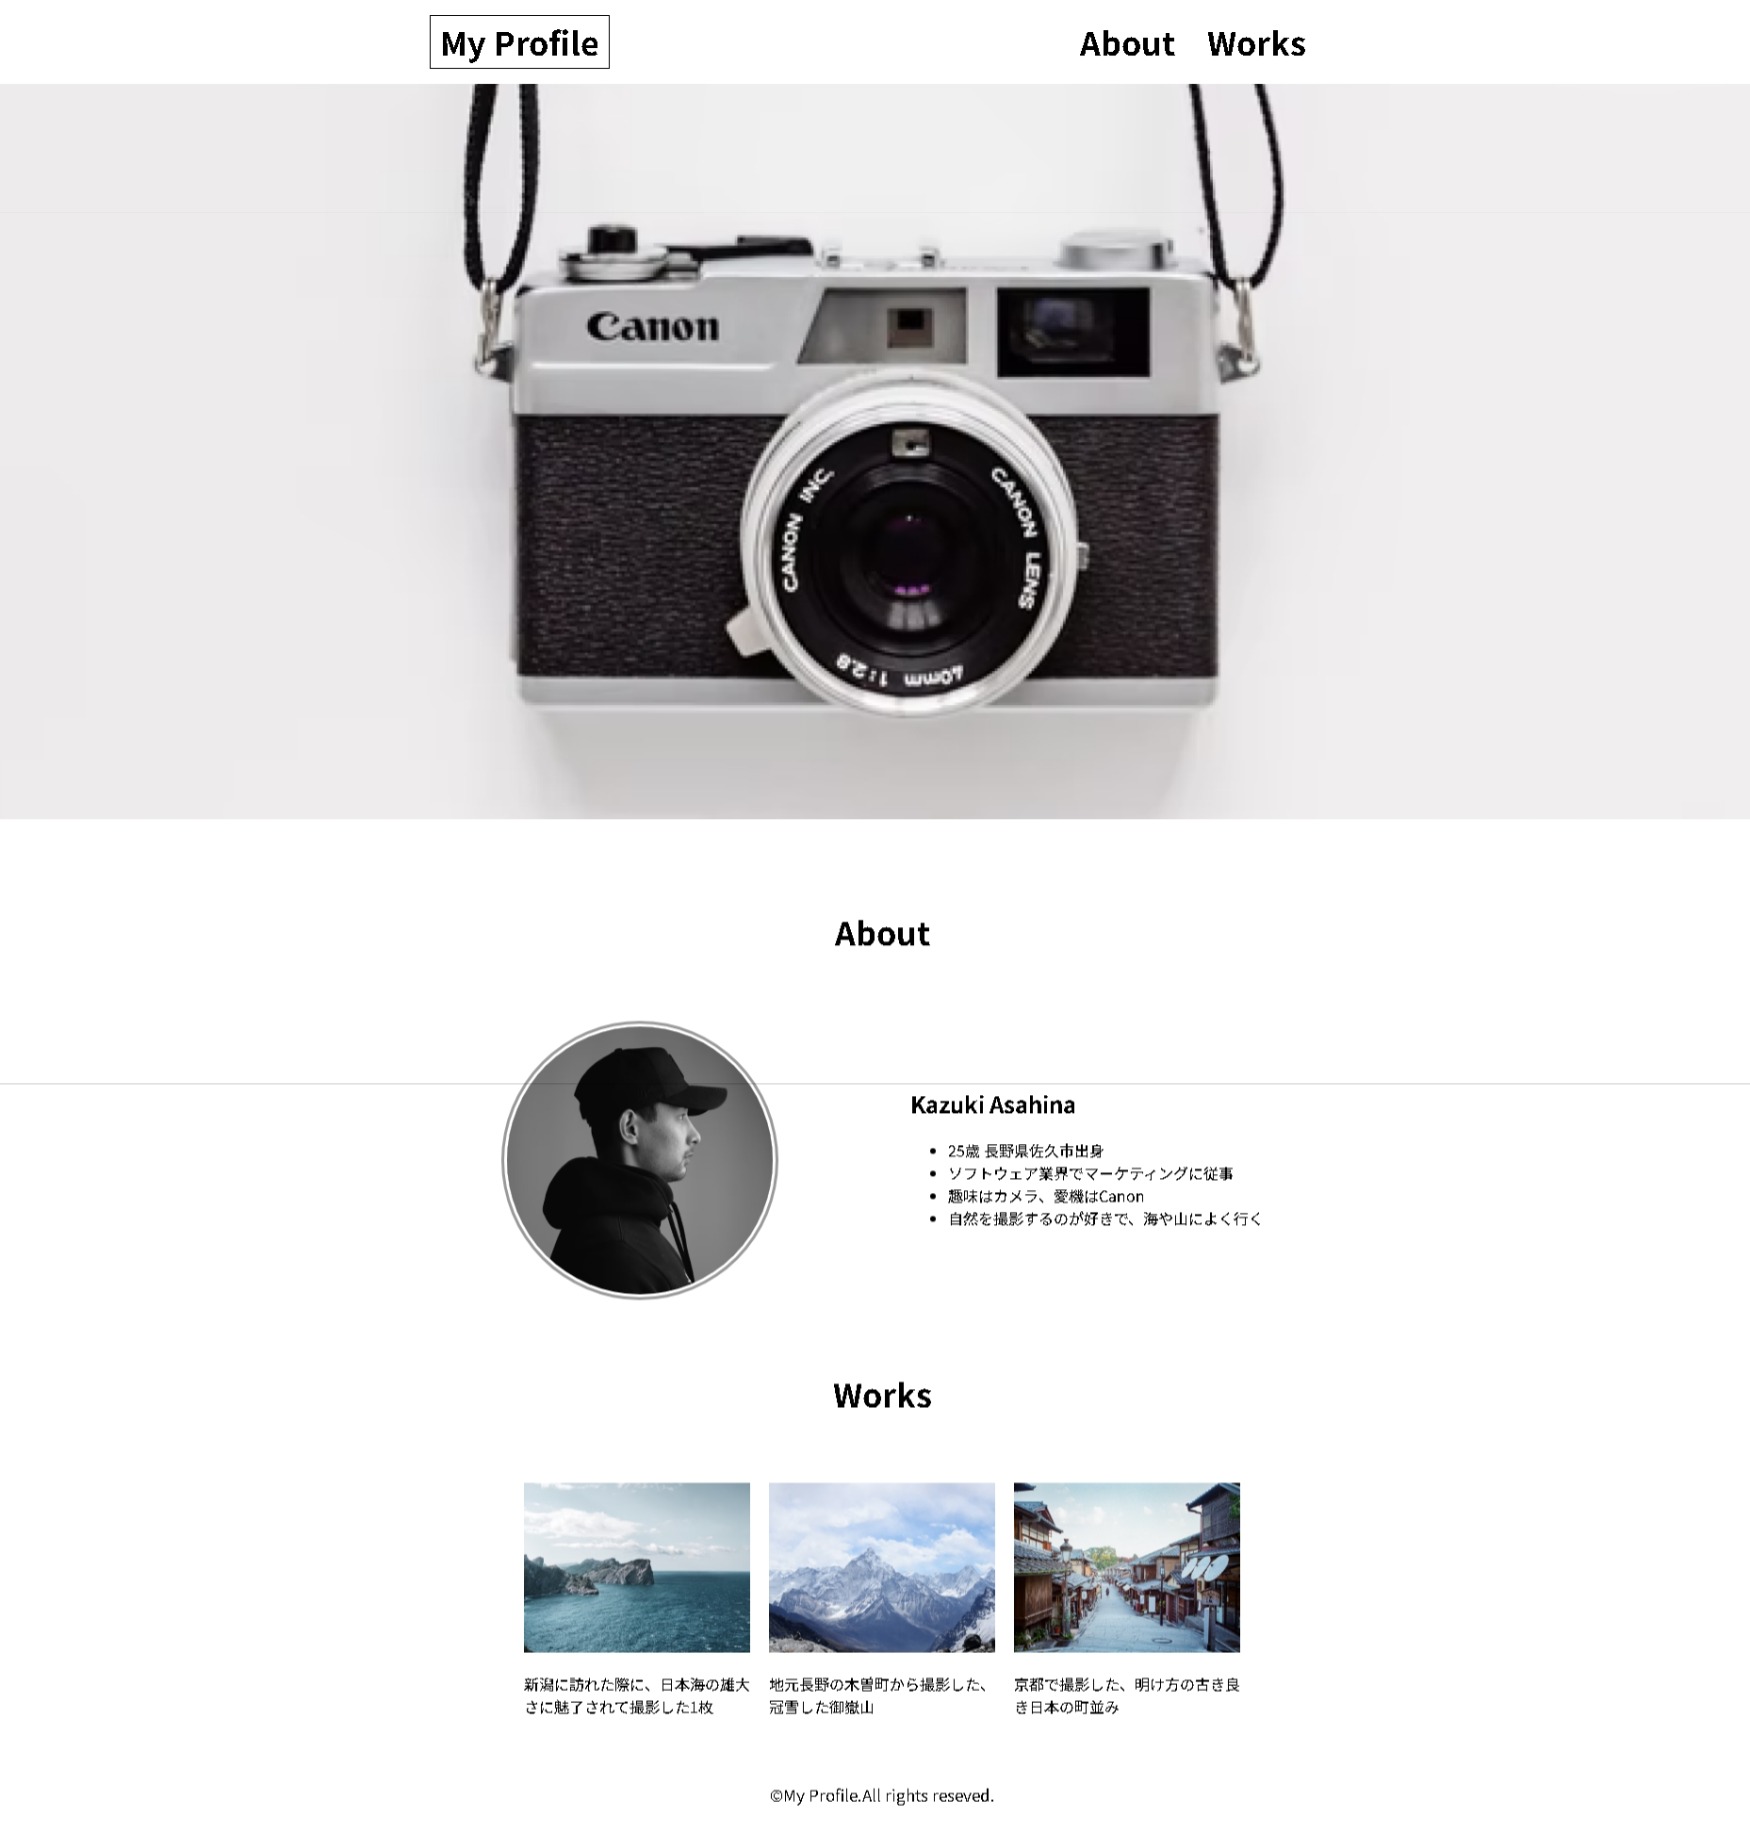 My Profile
About Works
Canon
CANON INC.
CANON LENS
40mm 1:2.8
About
Kazuki Asahina
25歳 長野県佐久市出身
ソフトウェア業界でマーケティングに従事
趣味はカメラ、愛機はCanon
自然を撮影するのが好きで、海や山によく行く
Works
新潟に訪れた際に、日本海の雄大
さに魅了されて撮影した1枚
地元長野の木曽町から撮影した、
冠雪した御嶽山
京都で撮影した、明け方の古き良
き日本の町並み
©My Profile.All rights reseved.